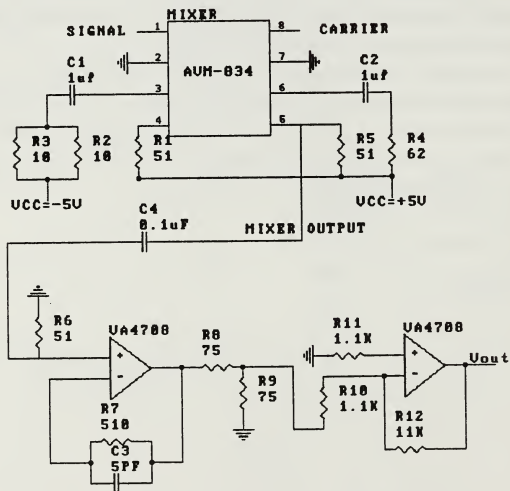 MIXER
SIGNAL
1
8
CARRIER
C1
1uf
2
AVM-834
7
C2
1uf
3
6
4
5
R3
10
R2
10
R1
51
R5
51
R4
62
VCC=-5V
VCC=+5V
C4
0.1uF
MIXER OUTPUT
R6
51
VA4708
+
-
R8
75
R9
75
R7
510
C3
5PF
R11
1.1K
R10
1.1K
VA4708
+
-
Vout
R12
11K